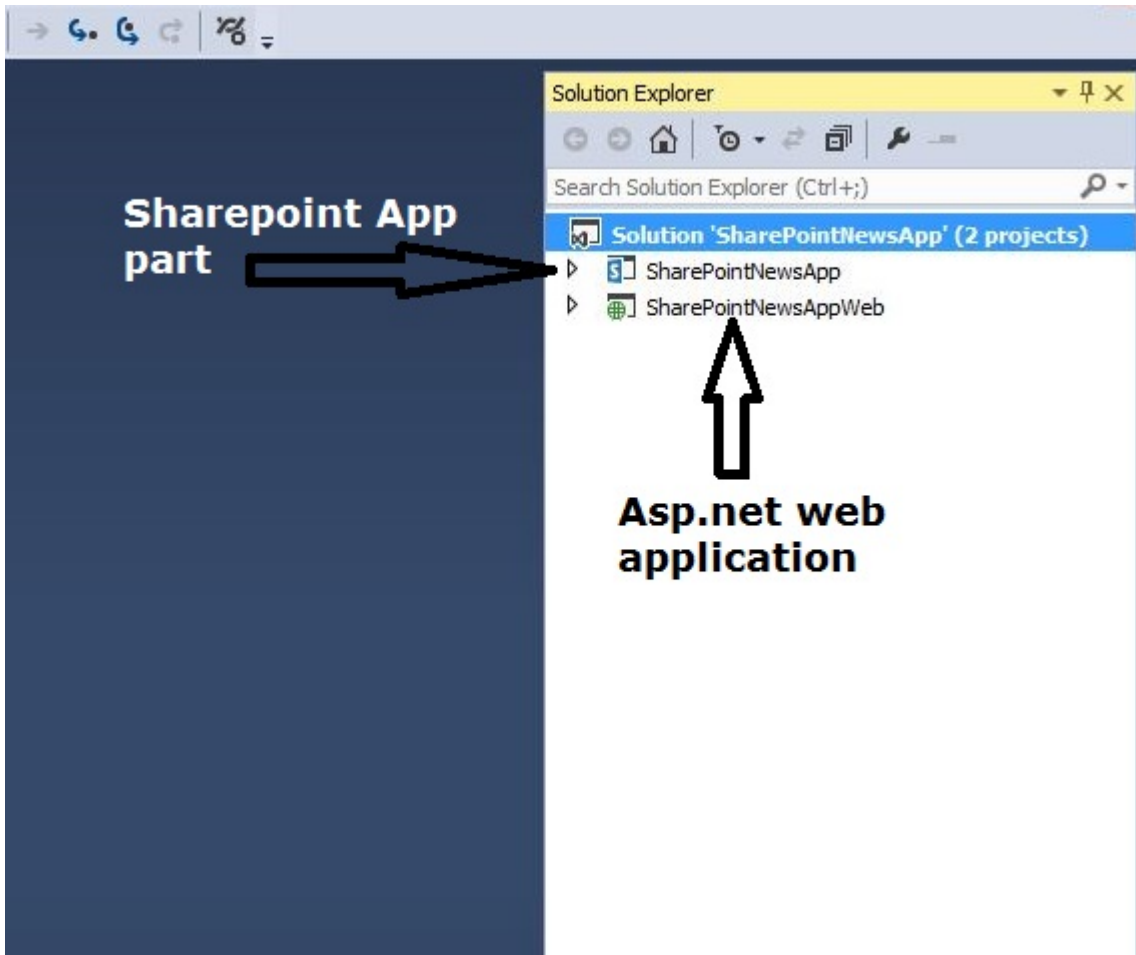 Solution Explorer
Search Solution Explorer (Ctrl+;)
Sharepoint App
part
Solution 'SharePointNewsApp' (2 projects)
SharePointNewsApp
SharePointNewsAppWeb
Asp.net web
application